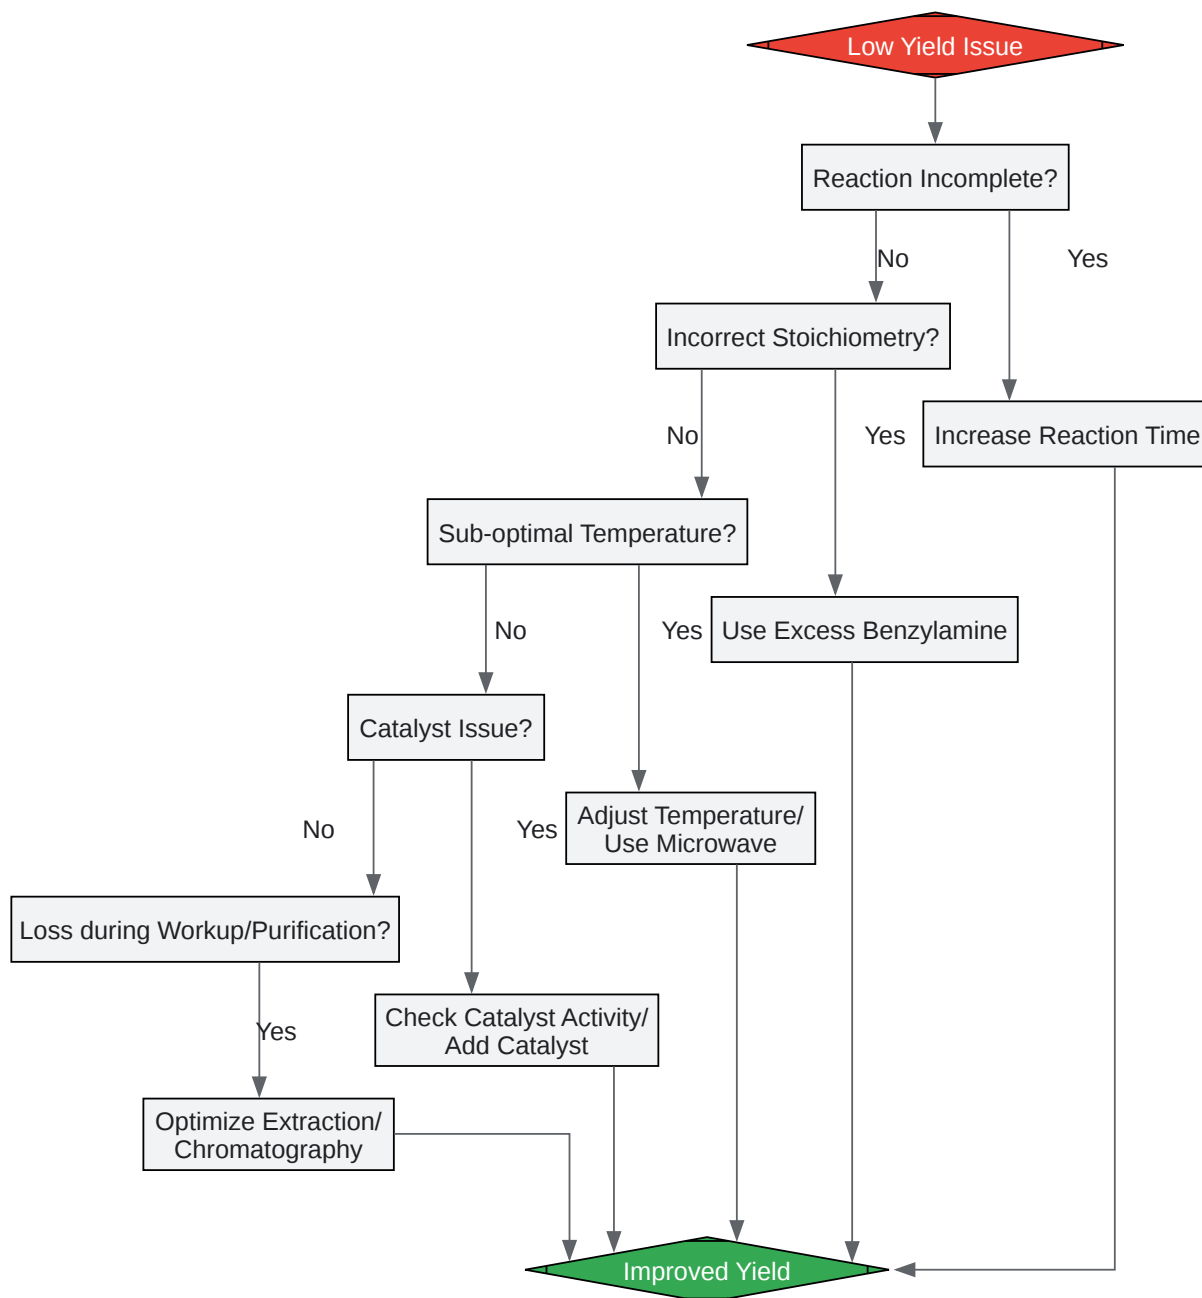 Low Yield Issue
Reaction Incomplete?
No
Yes
Incorrect Stoichiometry?
No
Yes
Increase Reaction Time
Sub-optimal Temperature?
No
Yes
Use Excess Benzylamine
Catalyst Issue?
No
Yes
Adjust Temperature/
Use Microwave
Loss during Workup/Purification?
Yes
Check Catalyst Activity/
Add Catalyst
Optimize Extraction/
Chromatography
Improved Yield